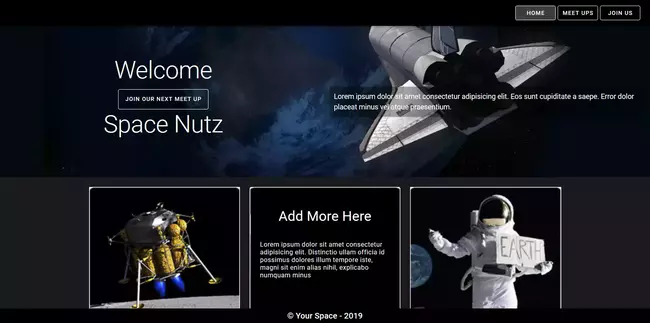 HOME
MEET UPS
JOIN US
Welcome
JOIN OUR NEXT MEET UP
Space Nutz
Lorem ipsum dolor sit amet consectetur adipisicing elit. Eos sunt cupiditate a saepe. Error dolor
placeat minus vel atque praesentium.
Add More Here
Lorem ipsum dolor sit amet consectetur
adipisicing elit. Distinctio ullam officia id
possimus dolores illum tempore iste,
magni sit enim alias nihil, explicabo
numquam minus
EARTH
© Your Space - 2019